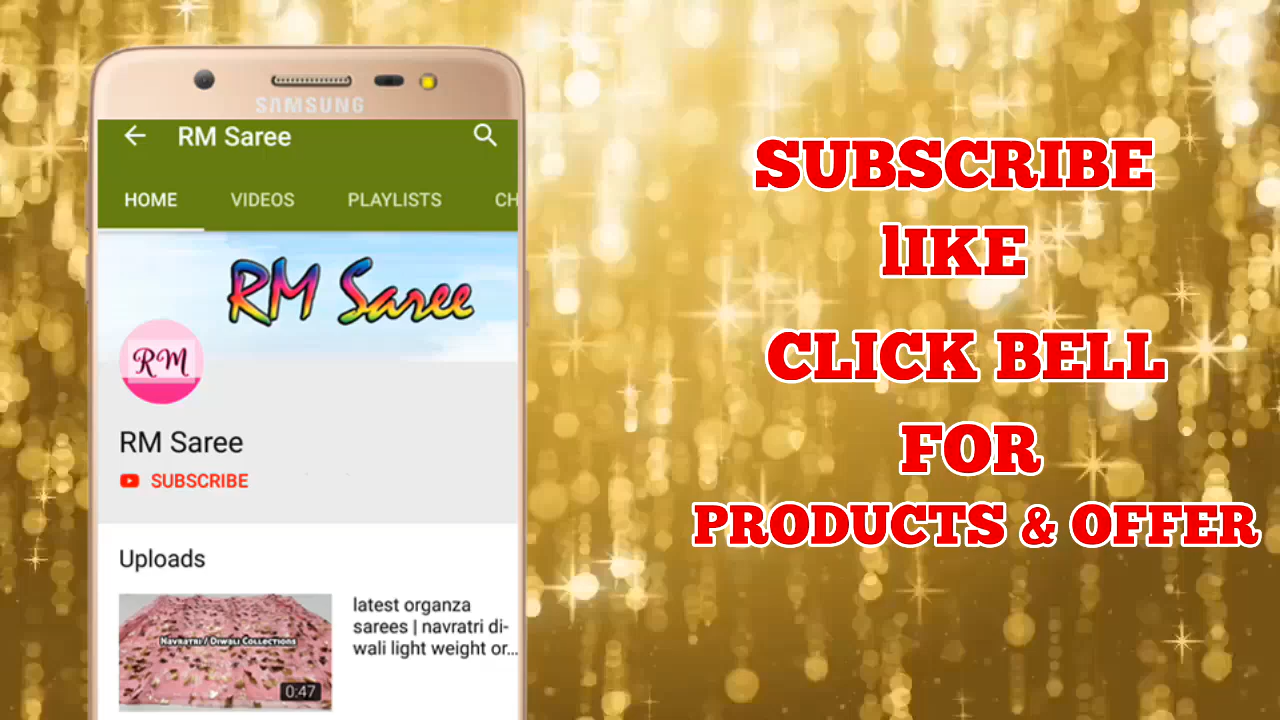 SAMSUNG
RM Saree
HOME VIDEOS PLAYLISTS CH
RM Saree
RM
RM Saree
SUBSCRIBE
Uploads
Navratri / Diwali Collections
0:47
latest organza
sarees | navratri di-
wali light weight or...
SUBSCRIBE
lIKE
CLICK BELL
FOR
PRODUCTS & OFFER